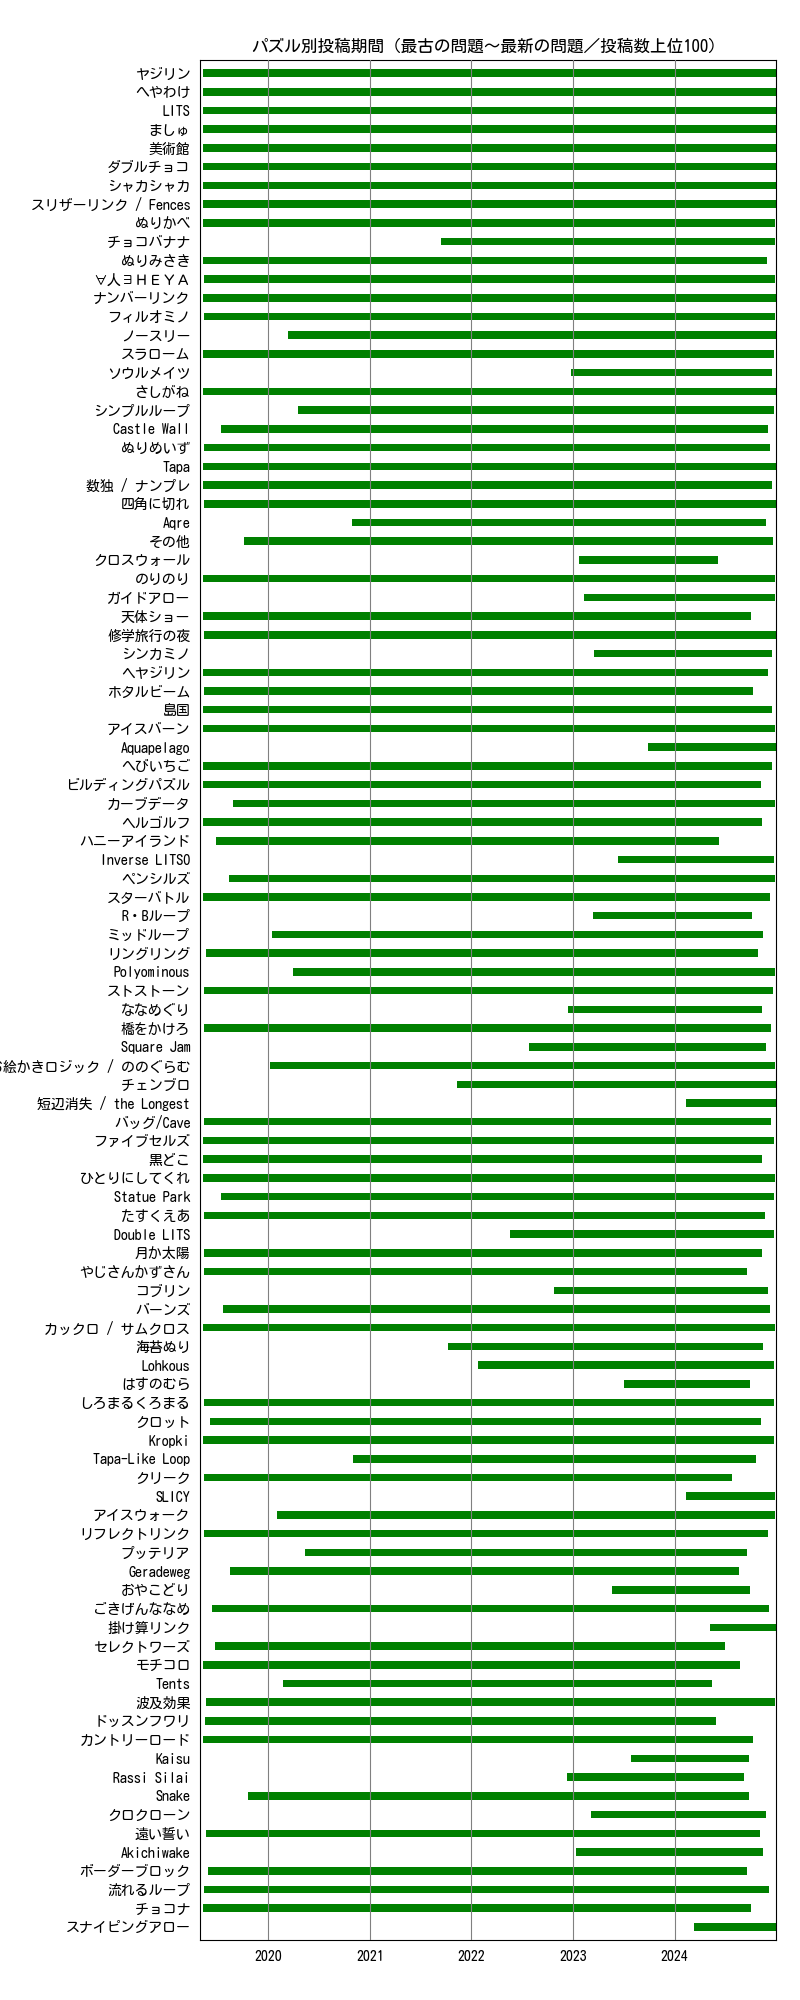 パズル別投稿期間（最古の問題～最新の問題／投稿数上位100）
ヤジリン
へやわけ
LITS
ましゅ
美術館
ダブルチョコ
シャカシャカ
スリザーリンク / Fences
ぬりかべ
チョコバナナ
ぬりみさき
∀人∃ＨＥＹＡ
ナンバーリンク
フィルオミノ
ノースリー
スラローム
ソウルメイツ
さしがね
シンプルループ
Castle Wall
ぬりめいず
Tapa
数独 / ナンプレ
四角に切れ
Aqre
その他
クロスウォール
のりのり
ガイドアロー
天体ショー
修学旅行の夜
シンカミノ
ヘヤジリン
ホタルビーム
島国
アイスバーン
Aquapelago
へびいちご
ビルディングパズル
カーブデータ
ヘルゴルフ
ハニーアイランド
Inverse LITSO
ペンシルズ
スターバトル
R・Bループ
ミッドループ
リングリング
Polyominous
ストストーン
ななめぐり
橋をかけろ
Square Jam
絵かきロジック / ののぐらむ
チェンブロ
短辺消失 / the Longest
バッグ/Cave
ファイブセルズ
黒どこ
ひとりにしてくれ
Statue Park
たすくえあ
Double LITS
月か太陽
やじさんかずさん
コブリン
バーンズ
カックロ / サムクロス
海苔ぬり
Lohkous
はすのむら
しろまるくろまる
クロット
Kropki
Tapa-Like Loop
クリーク
SLICY
アイスウォーク
リフレクトリンク
プッテリア
Geradeweg
おやこどり
ごきげんななめ
掛け算リンク
セレクトワーズ
モチコロ
Tents
波及効果
ドッスンフワリ
カントリーロード
Kaisu
Rassi Silai
Snake
クロクローン
遠い誓い
Akichiwake
ボーダーブロック
流れるループ
チョコナ
スナイピングアロー
2020 2021 2022 2023 2024